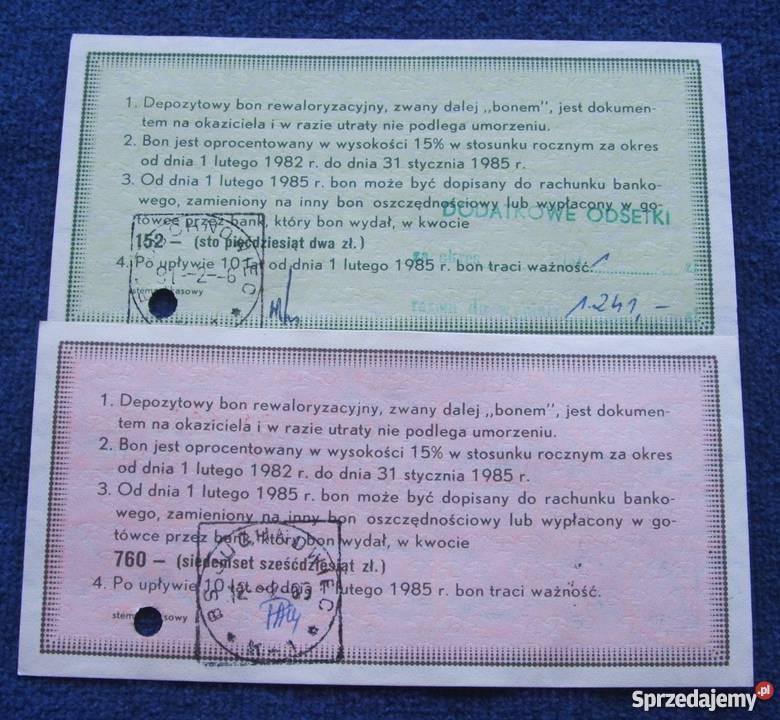 1. Depozytowy bon rewaloryzacyjny, zwany dalej „bonem”, jest dokumen-
tem na okaziciela i w razie utraty nie podlega umorzeniu.
2. Bon jest oprocentowany w wysokości 15% w stosunku rocznym za okres
od dnia 1 lutego 1982 r. do dnia 31 stycznia 1985 r.
3. Od dnia 1 lutego 1985 r. bon może być dopisany do rachunku banko-
wego, zamieniony na inny bon oszczędnościowy lub wypłacony w go-
DODATKOWE ODSETKI
tówce przez bank, który bon wydał, w kwocie
152 – (sto pięćdziesiąt dwa zł.)
za okres
4. Po upływie 10 lat od dnia 1 lutego 1985 r. bon traci ważność.
stempel kasowy
1.241,–
1. Depozytowy bon rewaloryzacyjny, zwany dalej „bonem”, jest dokumen-
tem na okaziciela i w razie utraty nie podlega umorzeniu.
2. Bon jest oprocentowany w wysokości 15% w stosunku rocznym za okres
od dnia 1 lutego 1982 r. do dnia 31 stycznia 1985 r.
3. Od dnia 1 lutego 1985 r. bon może być dopisany do rachunku banko-
wego, zamieniony na inny bon oszczędnościowy lub wypłacony w go-
tówce przez bank, który bon wydał, w kwocie
760 – (siedemset sześćdziesiąt zł.)
4. Po upływie 10 lat od dnia 1 lutego 1985 r. bon traci ważność.
stempel kasowy
Sprzedajemy.pl